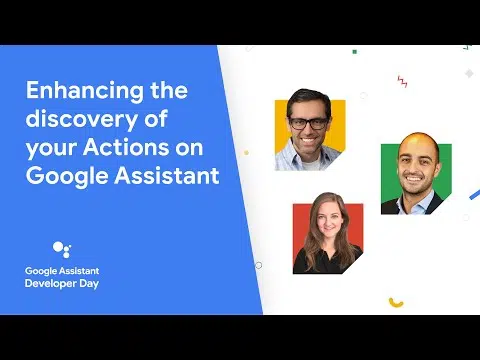 Enhancing the
discovery of
your Actions on
Google Assistant
Google Assistant
Developer Day